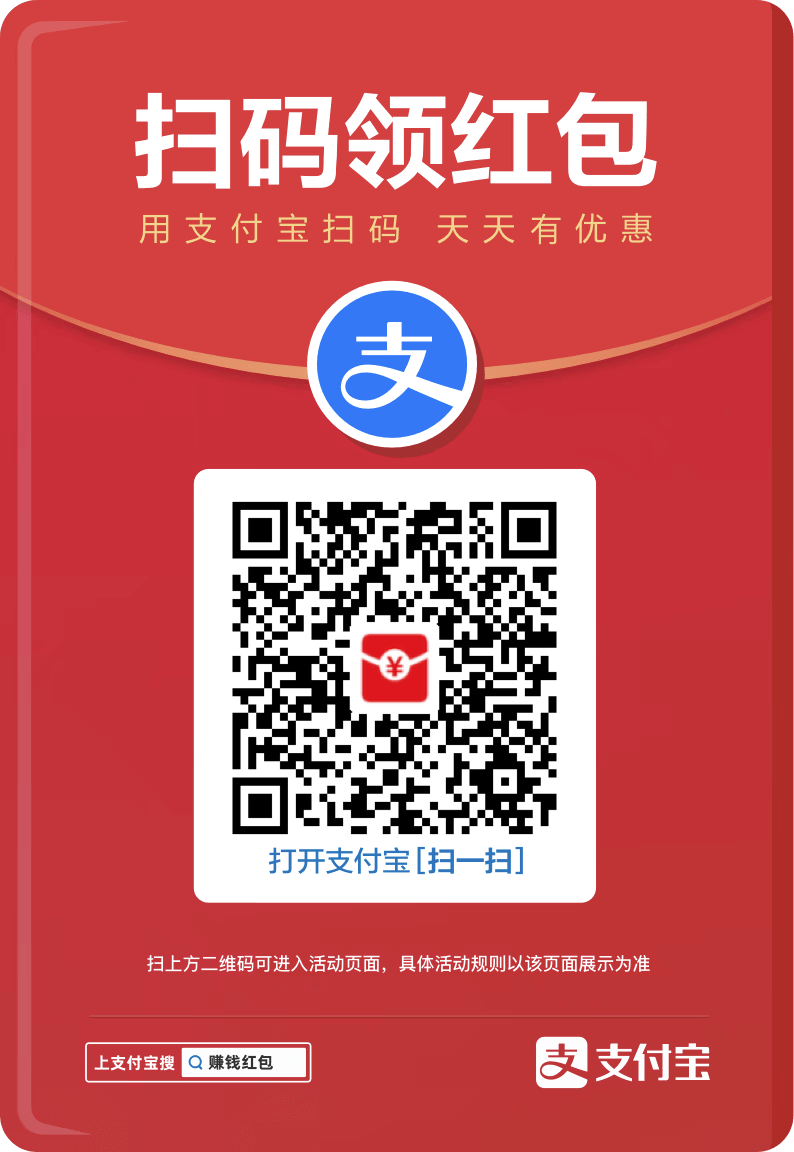 扫码领红包
用支付宝扫码 天天有优惠
支
¥
打开支付宝[扫一扫]
扫上方二维码可进入活动页面，具体活动规则以该页面展示为准
上支付宝搜 赚钱红包
支 支付宝